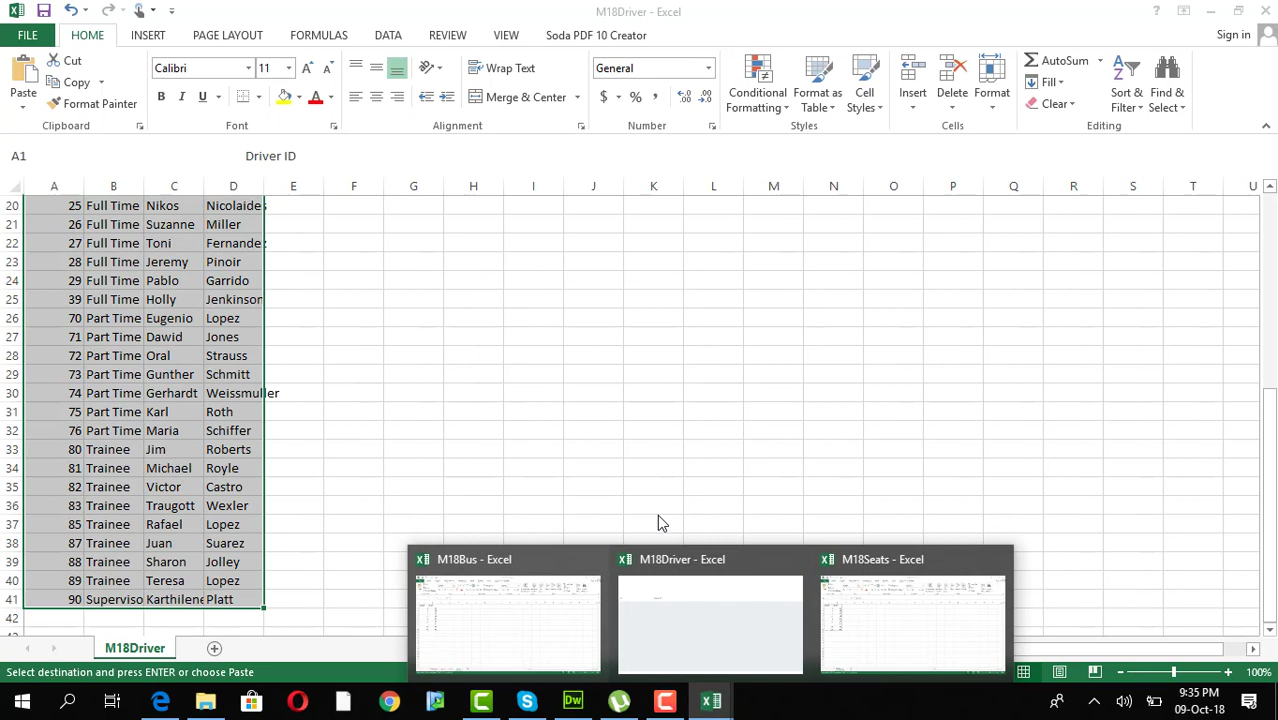 M18Driver - Excel
FILE HOME INSERT PAGE LAYOUT FORMULAS DATA REVIEW VIEW Soda PDF 10 Creator Sign in
Paste Cut Copy Format Painter Clipboard
Calibri 11 B I U Font
Wrap Text Merge & Center Alignment
General $ % , Number
Conditional Formatting Format as Table Cell Styles Styles
Insert Delete Format Cells
AutoSum Fill Clear Sort & Filter Find & Select Editing
A1 Driver ID
A B C D E F G H I J K L M N O P Q R S T U
20 25 Full Time Nikos Nicolaides
21 26 Full Time Suzanne Miller
22 27 Full Time Toni Fernandez
23 28 Full Time Jeremy Pinoir
24 29 Full Time Pablo Garrido
25 39 Full Time Holly Jenkinson
26 70 Part Time Eugenio Lopez
27 71 Part Time Dawid Jones
28 72 Part Time Oral Strauss
29 73 Part Time Gunther Schmitt
30 74 Part Time Gerhardt Weissmuller
31 75 Part Time Karl Roth
32 76 Part Time Maria Schiffer
33 80 Trainee Jim Roberts
34 81 Trainee Michael Royle
35 82 Trainee Victor Castro
36 83 Trainee Traugott Wexler
37 85 Trainee Rafael Lopez
38 87 Trainee Juan Suarez
39 88 Trainee Sharon Jolley
40 89 Trainee Teresa Lopez
41 90 Superviso Karthilene Platt
42
M18Bus - Excel M18Driver - Excel M18Seats - Excel
M18Driver
Select destination and press ENTER or choose Paste 100%
9:35 PM
09-Oct-18